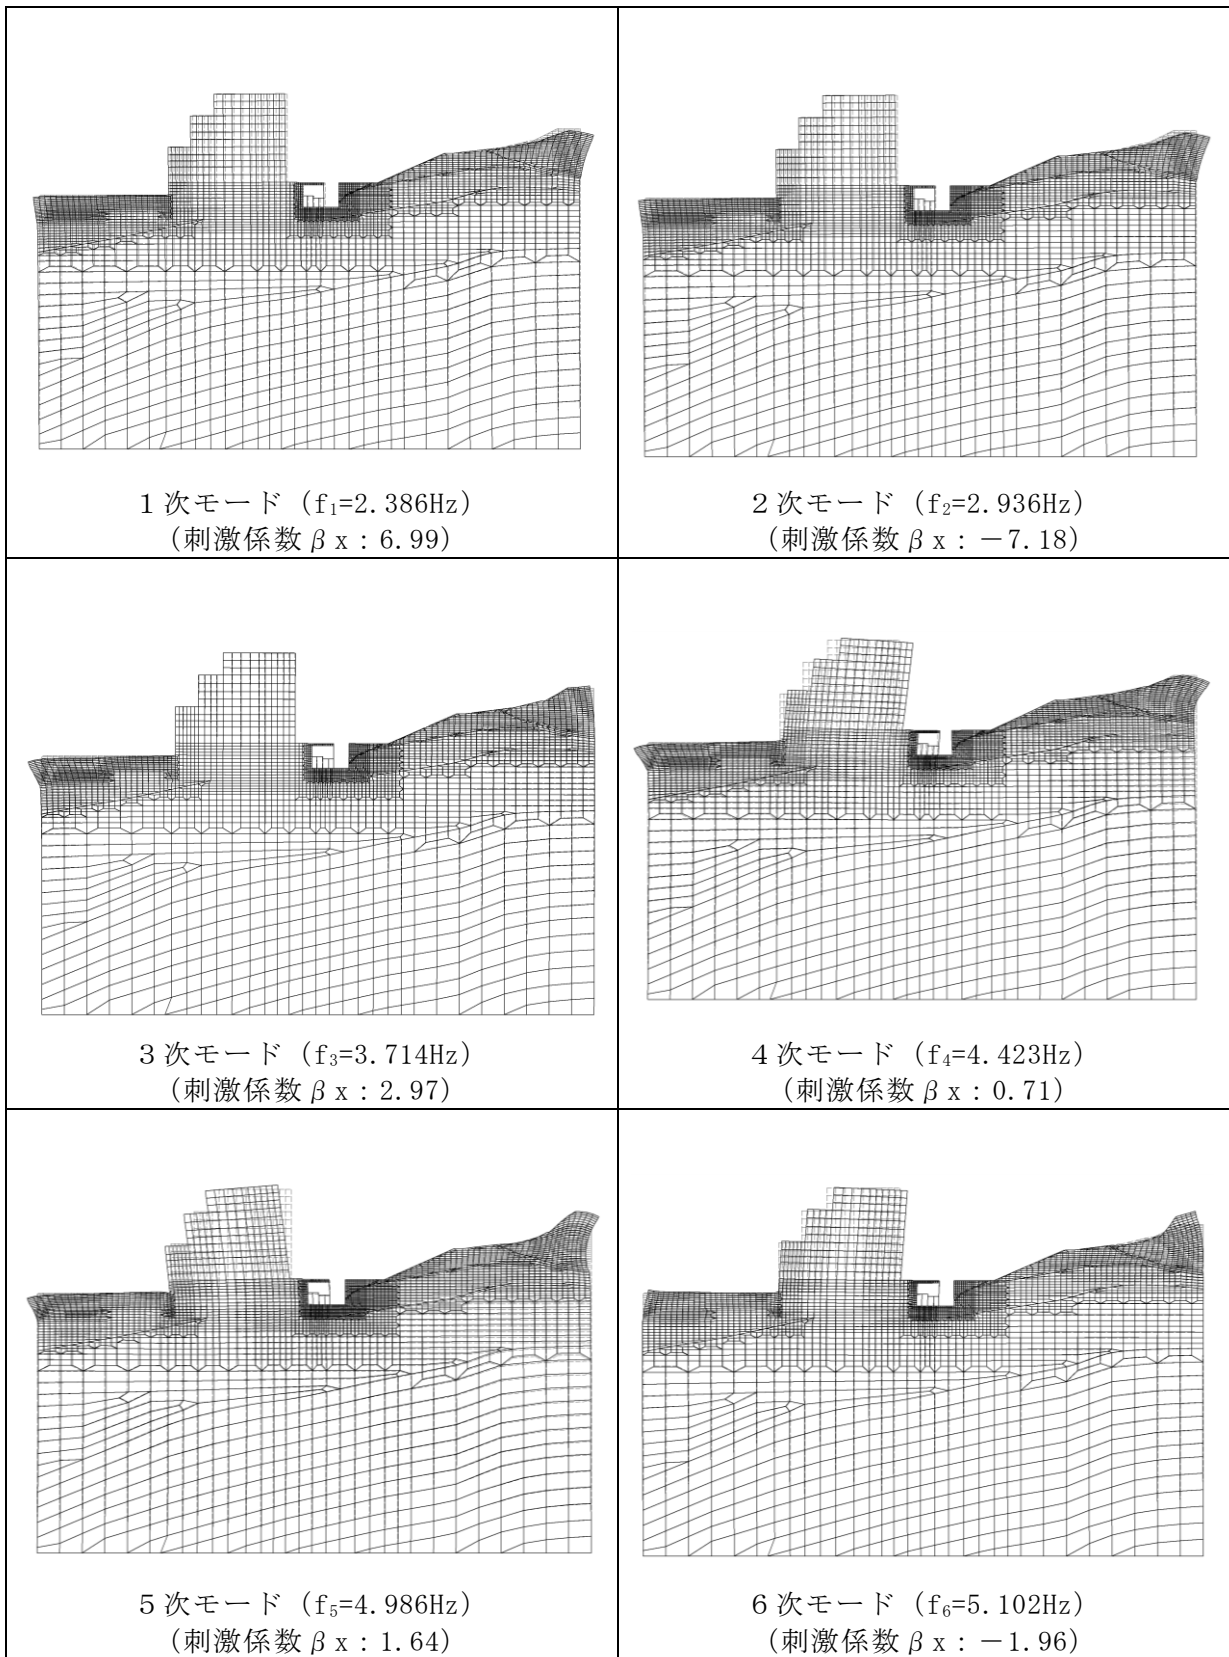 1次モード (f₁=2.386Hz)
(刺激係数βx:6.99)
2次モード (f₂=2.936Hz)
(刺激係数βx:-7.18)
3次モード (f₃=3.714Hz)
(刺激係数βx:2.97)
4次モード (f₄=4.423Hz)
(刺激係数βx:0.71)
5次モード (f₅=4.986Hz)
(刺激係数βx:1.64)
6次モード (f₆=5.102Hz)
(刺激係数βx:-1.96)